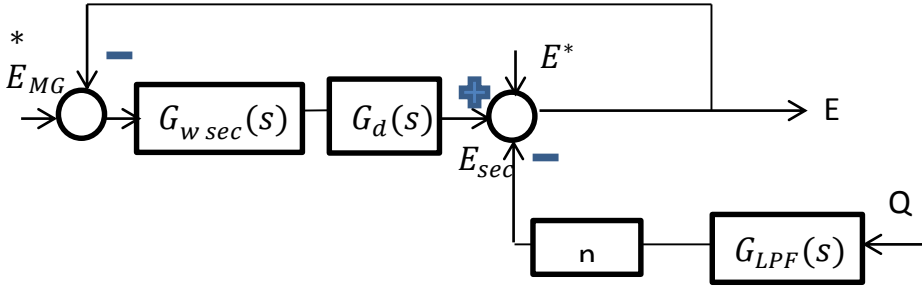 *
E_MG
G_w sec(s)
G_d(s)
E*
E
E_sec
Q
n
G_LPF(s)